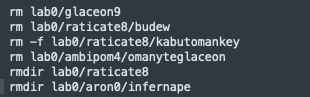 rm lab0/glaceon9
rm lab0/raticate8/budew
rm -f lab0/raticate8/kabutomankey
rm lab0/ambipom4/omanyteglaceon
rmdir lab0/raticate8
rmdir lab0/aron0/infernape